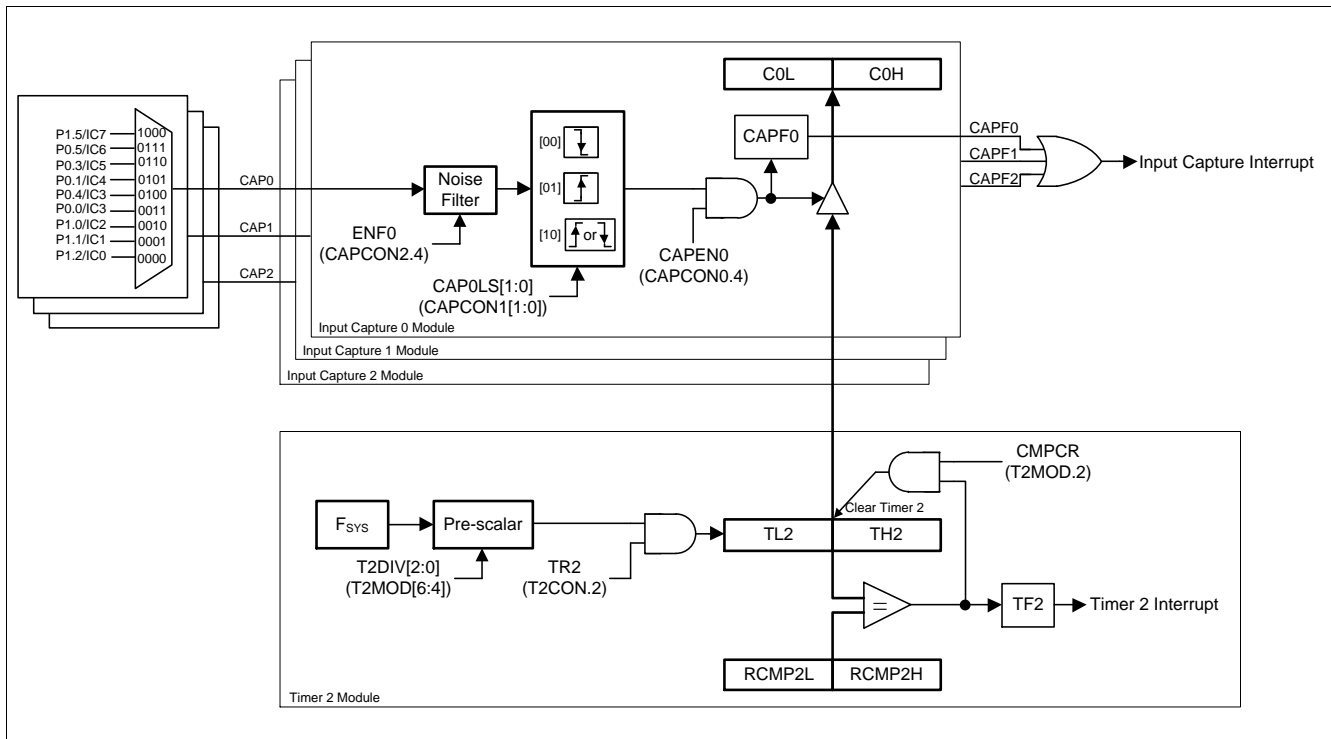 C0L C0H
P1.5/IC7 1000
P0.5/IC6 0111
P0.3/IC5 0110
P0.1/IC4 0101
P0.4/IC3 0100
P0.0/IC3 0011
P1.0/IC2 0010
P1.1/IC1 0001
P1.2/IC0 0000
CAP0
CAP1
CAP2
Noise
Filter
ENF0
(CAPCON2.4)
[00]
[01]
[10] or
CAP0LS[1:0]
(CAPCON1[1:0])
CAPEN0
(CAPCON0.4)
CAPF0
CAPF0
CAPF1
CAPF2
Input Capture Interrupt
Input Capture 0 Module
Input Capture 1 Module
Input Capture 2 Module
CMPCR
(T2MOD.2)
Clear Timer 2
FSYS
Pre-scalar
T2DIV[2:0]
(T2MOD[6:4])
TR2
(T2CON.2)
TL2 TH2
=
TF2
Timer 2 Interrupt
RCMP2L RCMP2H
Timer 2 Module